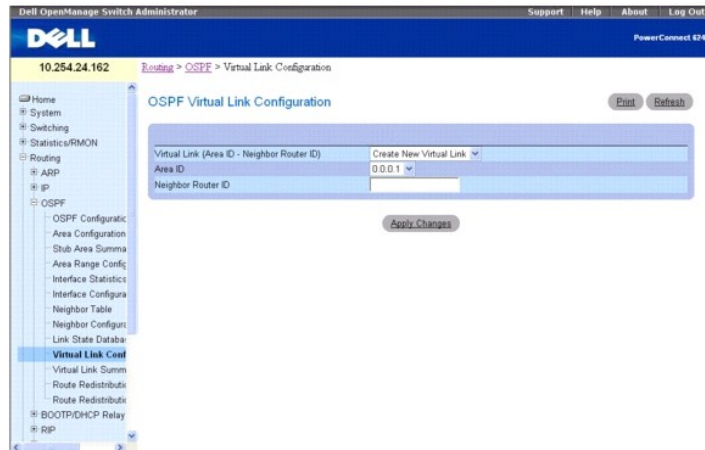 Dell OpenManage Switch Administrator Support Help About Log Out
DELL
PowerConnect 624
10.254.24.162
Routing > OSPF > Virtual Link Configuration
Home
System
Switching
Statistics/RMON
Routing
ARP
IP
OSPF
OSPF Configuratic
Area Configuration
Stub Area Summa
Area Range Config
Interface Statistics
Interface Configura
Neighbor Table
Neighbor Configura
Link State Databa
Virtual Link Conf
Virtual Link Summ
Route Redistributic
Route Redistributic
BOOTP/DHCP Relay
RIP
OSPF Virtual Link Configuration
Print Refresh
Virtual Link (Area ID - Neighbor Router ID) Create New Virtual Link
Area ID 0.0.0.1
Neighbor Router ID
Apply Changes